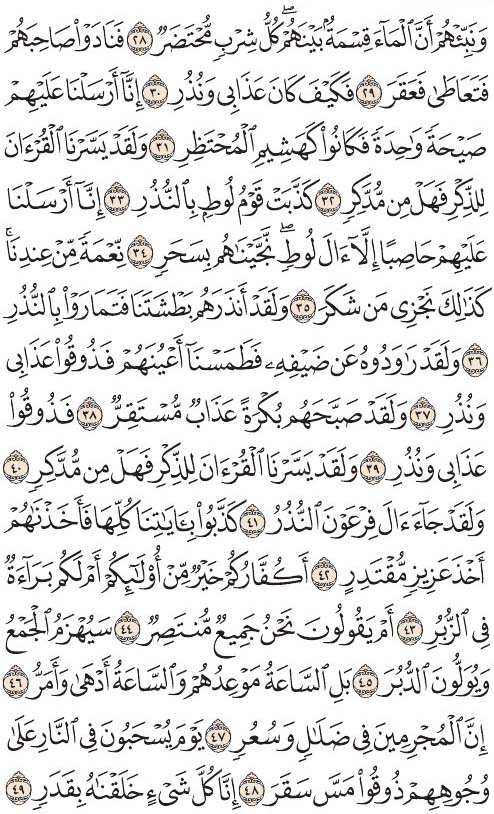 وَنَبِّئْهُمْ أَنَّ ٱلْمَآءَ قِسْمَةٌۢ بَيْنَهُمْ ۖ كُلُّ شِرْبٍ مُّحْتَضَرٌ ٢٨ فَنَادَوْا۟ صَاحِبَهُمْ
فَتَعَاطَىٰ فَعَقَرَ ٢٩ فَكَيْفَ كَانَ عَذَابِى وَنُذُرِ ٣٠ إِنَّآ أَرْسَلْنَا عَلَيْهِمْ
صَيْحَةً وَٰحِدَةً فَكَانُوا۟ كَهَشِيمِ ٱلْمُحْتَظِرِ ٣١ وَلَقَدْ يَسَّرْنَا ٱلْقُرْءَانَ
لِلذِّكْرِ فَهَلْ مِن مُّدَّكِرٍ ٣٢ كَذَّبَتْ قَوْمُ لُوطٍۭ بِٱلنُّذُرِ ٣٣ إِنَّآ أَرْسَلْنَا
عَلَيْهِمْ حَاصِبًا إِلَّآ ءَالَ لُوطٍ ۖ نَّجَّيْنَٰهُم بِسَحَرٍ ٣٤ نِّعْمَةً مِّنْ عِندِنَا ۚ
كَذَٰلِكَ نَجْزِى مَن شَكَرَ ٣٥ وَلَقَدْ أَنذَرَهُم بَطْشَتَنَا فَتَمَارَوْا۟ بِٱلنُّذُرِ
٣٦ وَلَقَدْ رَٰوَدُوهُ عَن ضَيْفِهِۦ فَطَمَسْنَآ أَعْيُنَهُمْ فَذُوقُوا۟ عَذَابِى
وَنُذُرِ ٣٧ وَلَقَدْ صَبَّحَهُم بُكْرَةً عَذَابٌ مُّسْتَقِرٌّ ٣٨ فَذُوقُوا۟
عَذَابِى وَنُذُرِ ٣٩ وَلَقَدْ يَسَّرْنَا ٱلْقُرْءَانَ لِلذِّكْرِ فَهَلْ مِن مُّدَّكِرٍ ٤٠
وَلَقَدْ جَآءَ ءَالَ فِرْعَوْنَ ٱلنُّذُرُ ٤١ كَذَّبُوا۟ بِـَٔايَٰتِنَا كُلِّهَا فَأَخَذْنَٰهُمْ
أَخْذَ عَزِيزٍ مُّقْتَدِرٍ ٤٢ أَكُفَّارُكُمْ خَيْرٌ مِّنْ أُو۟لَٰٓئِكُمْ أَمْ لَكُم بَرَآءَةٌ
فِى ٱلزُّبُرِ ٤٣ أَمْ يَقُولُونَ نَحْنُ جَمِيعٌ مُّنتَصِرٌ ٤٤ سَيُهْزَمُ ٱلْجَمْعُ
وَيُوَلُّونَ ٱلدُّبُرَ ٤٥ بَلِ ٱلسَّاعَةُ مَوْعِدُهُمْ وَٱلسَّاعَةُ أَدْهَىٰ وَأَمَرُّ ٤٦
إِنَّ ٱلْمُجْرِمِينَ فِى ضَلَٰلٍ وَسُعُرٍ ٤٧ يَوْمَ يُسْحَبُونَ فِى ٱلنَّارِ عَلَىٰ
وُجُوهِهِمْ ذُوقُوا۟ مَسَّ سَقَرَ ٤٨ إِنَّا كُلَّ شَىْءٍ خَلَقْنَٰهُ بِقَدَرٍ ٤٩